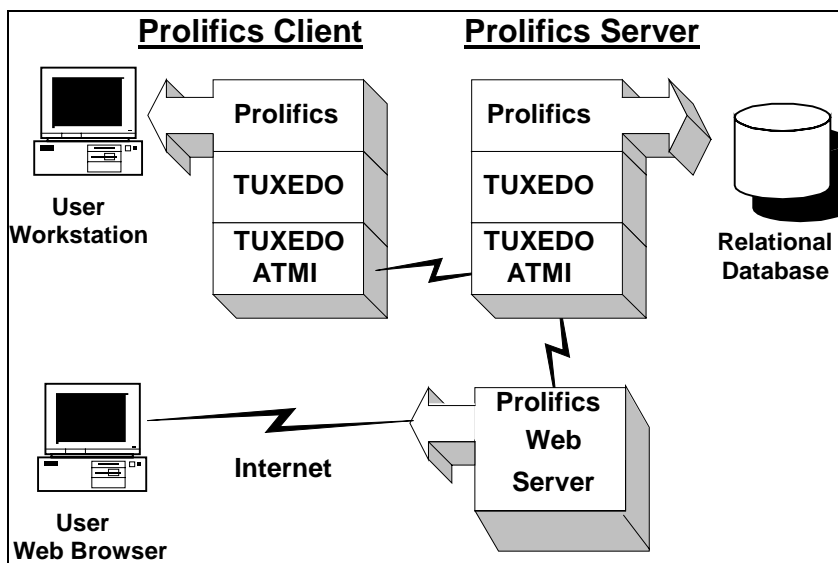 Prolifics Client
Prolifics Server
Prolifics
TUXEDO
TUXEDO
ATMI
Prolifics
TUXEDO
TUXEDO
ATMI
User
Workstation
Relational
Database
Prolifics
Web
Server
Internet
User
Web Browser